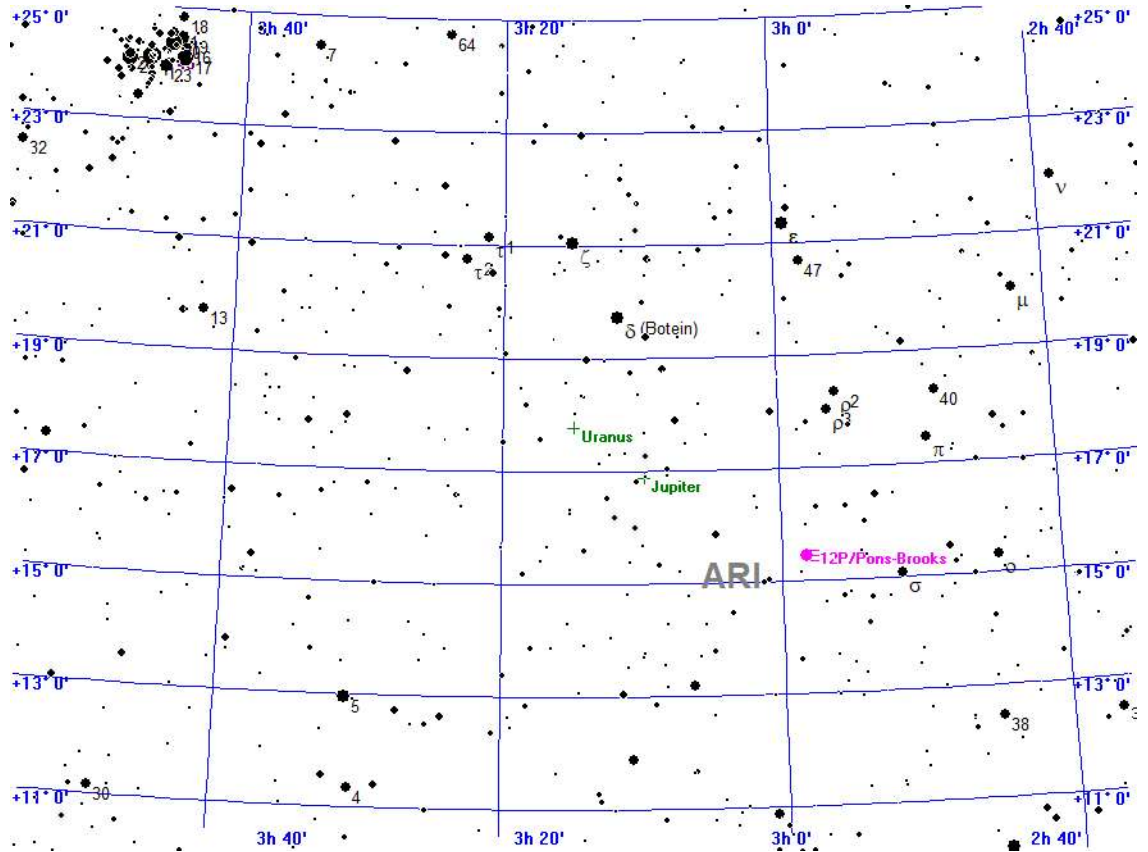 +25° 0' 18 3h 40' 7 64 3h 20' 3h 0' 2h 40' +25° 0'
19
16
17
23
+23° 0' +23° 0'
32
ν
+21° 0' τ1 ζ ε +21° 0'
τ2 47
μ
13
δ (Botein)
+19° 0' +19° 0'
40
ρ2
ρ3
Uranus
π
+17° 0' +17° 0'
Jupiter
12P/Pons-Brooks
ο
+15° 0' ARI σ +15° 0'
+13° 0' +13° 0'
5
38
30 4
+11° 0' +11° 0'
3h 40' 3h 20' 3h 0' 2h 40'